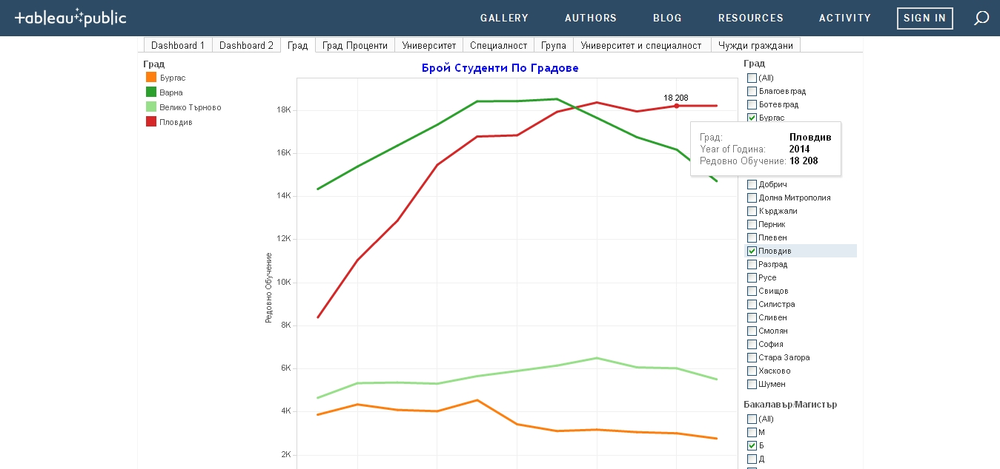 tableau public
GALLERY AUTHORS BLOG RESOURCES ACTIVITY SIGN IN
Dashboard 1 Dashboard 2 Град Град Проценти Университет Специалност Група Университет и специалност Чужди граждани
Град
Бургас
Варна
Велико Търново
Пловдив
Брой Студенти По Градове
18K
16K
14K
12K
10K
8K
6K
4K
2K
Редовно Обучение
18 208
Град: Пловдив
Year of Година: 2014
Редовно Обучение: 18 208
Град
(All)
Благоевград
Ботевград
Бургас
Добрич
Долна Митрополия
Кърджали
Перник
Плевен
Пловдив
Разград
Русе
Свищов
Силистра
Сливен
Смолян
София
Стара Загора
Хасково
Шумен
Бакалавър/Магистър
(All)
М
Б
Д